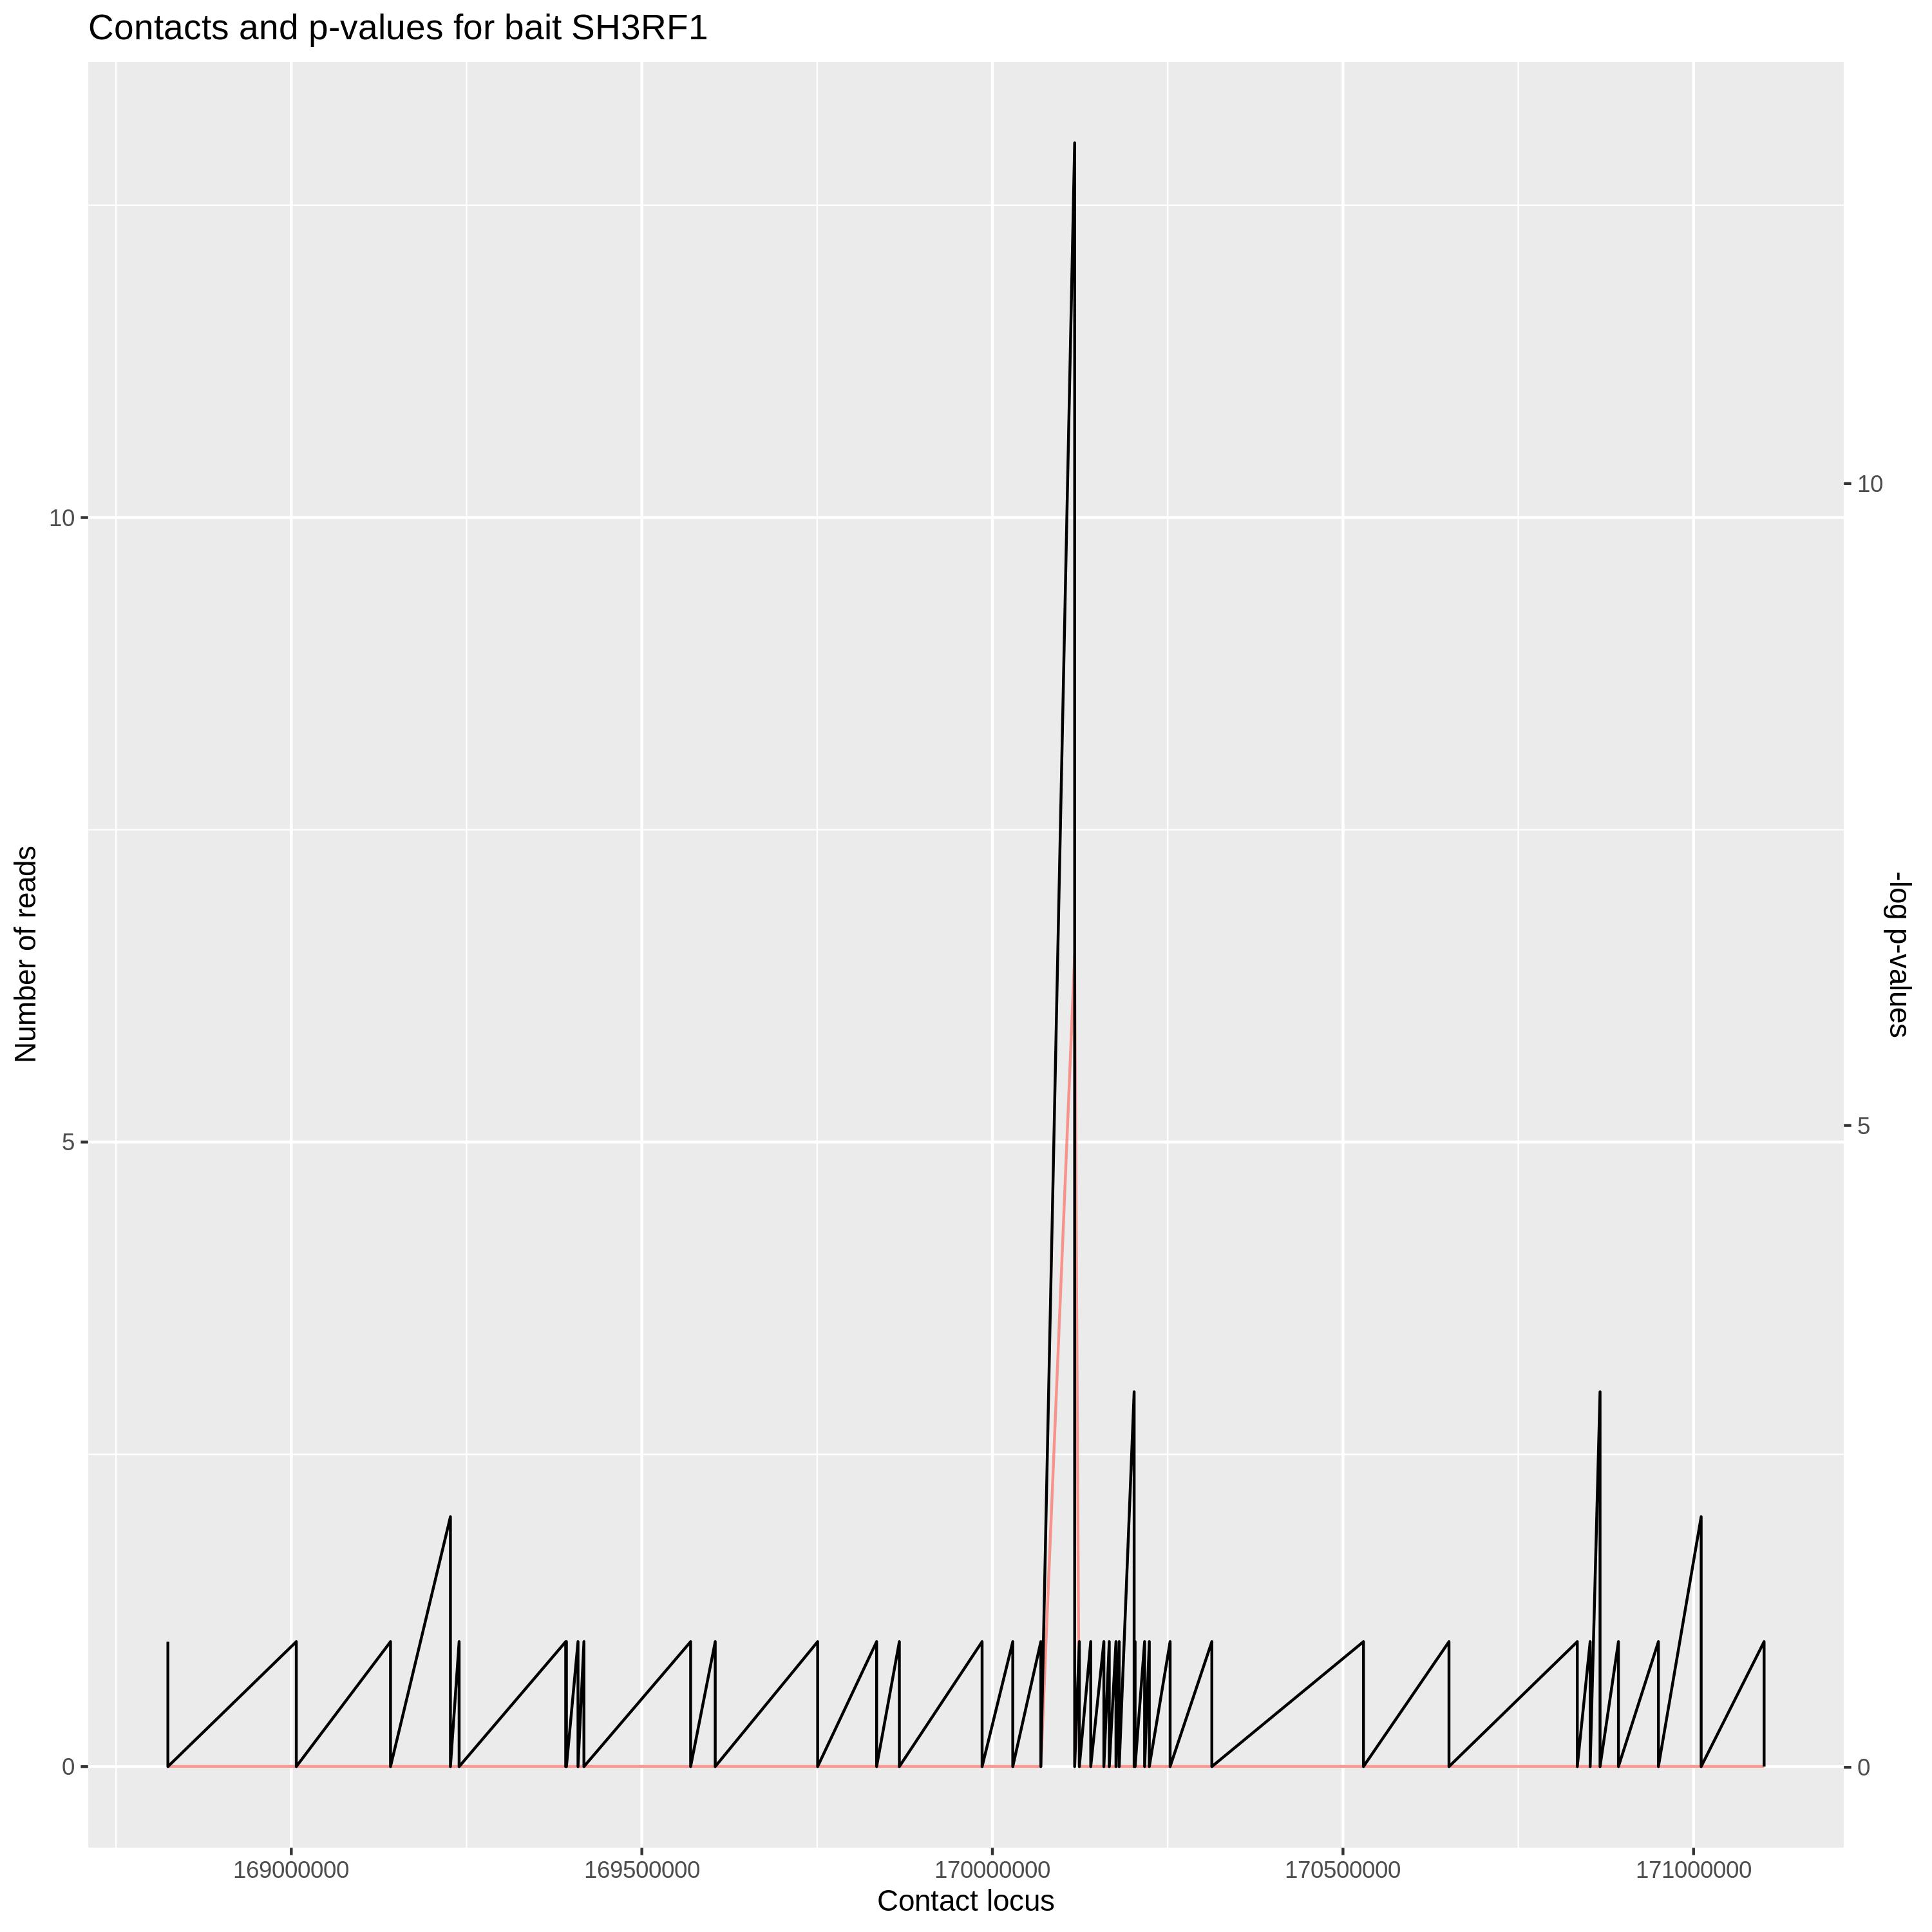 Contacts and p-values for bait SH3RF1
Number of reads
10
5
0
10
5
0
-log p-values
169000000 169500000 170000000 170500000 171000000
Contact locus